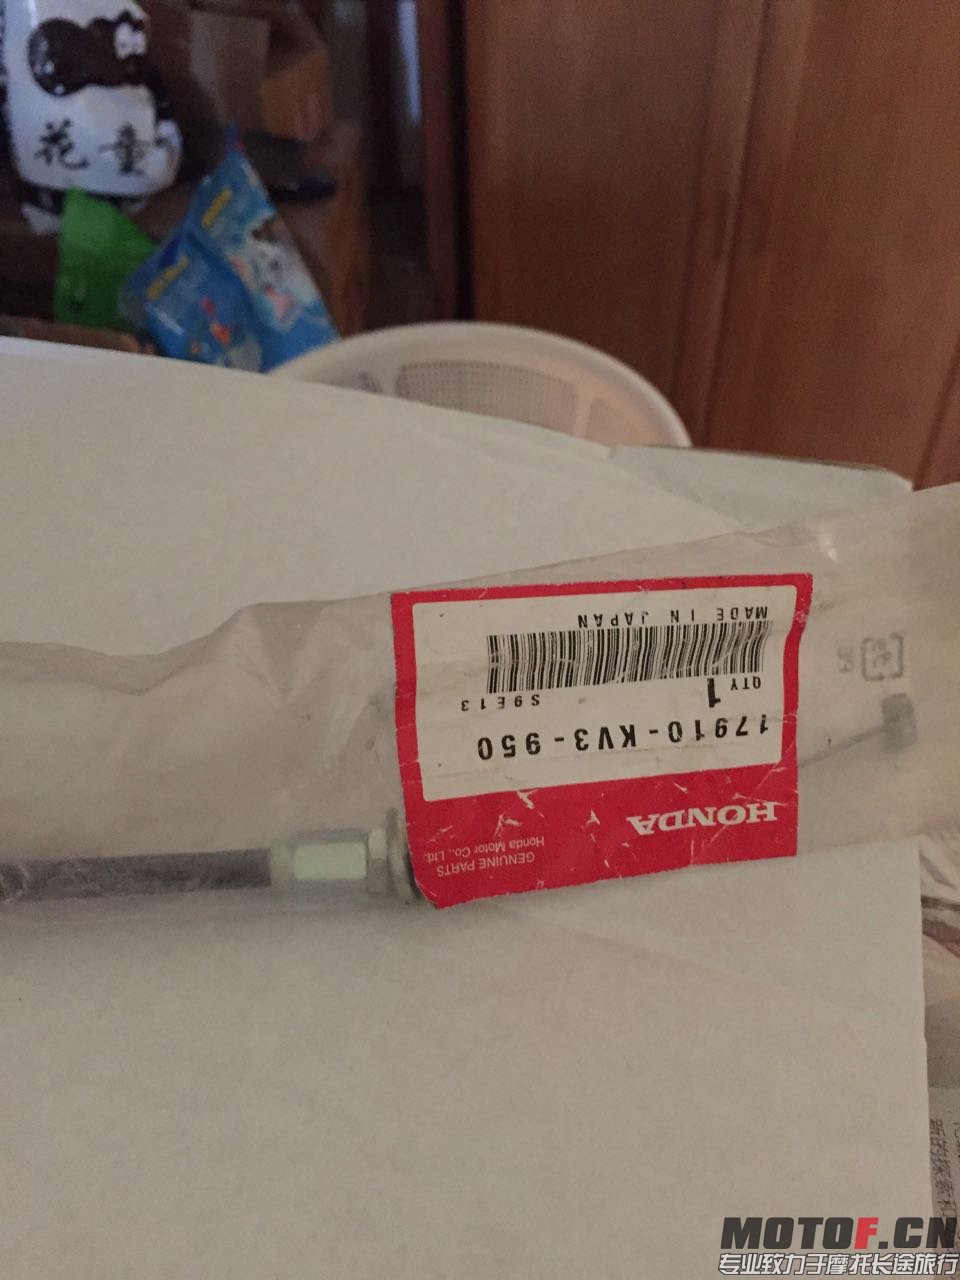 花童
MADE IN JAPAN
QTY
1
S9E13
17910-KV3-950
HONDA
GENUINE PARTS
Honda Motor Co., Ltd.
MOTOF.CN
专业致力于摩托长途旅行